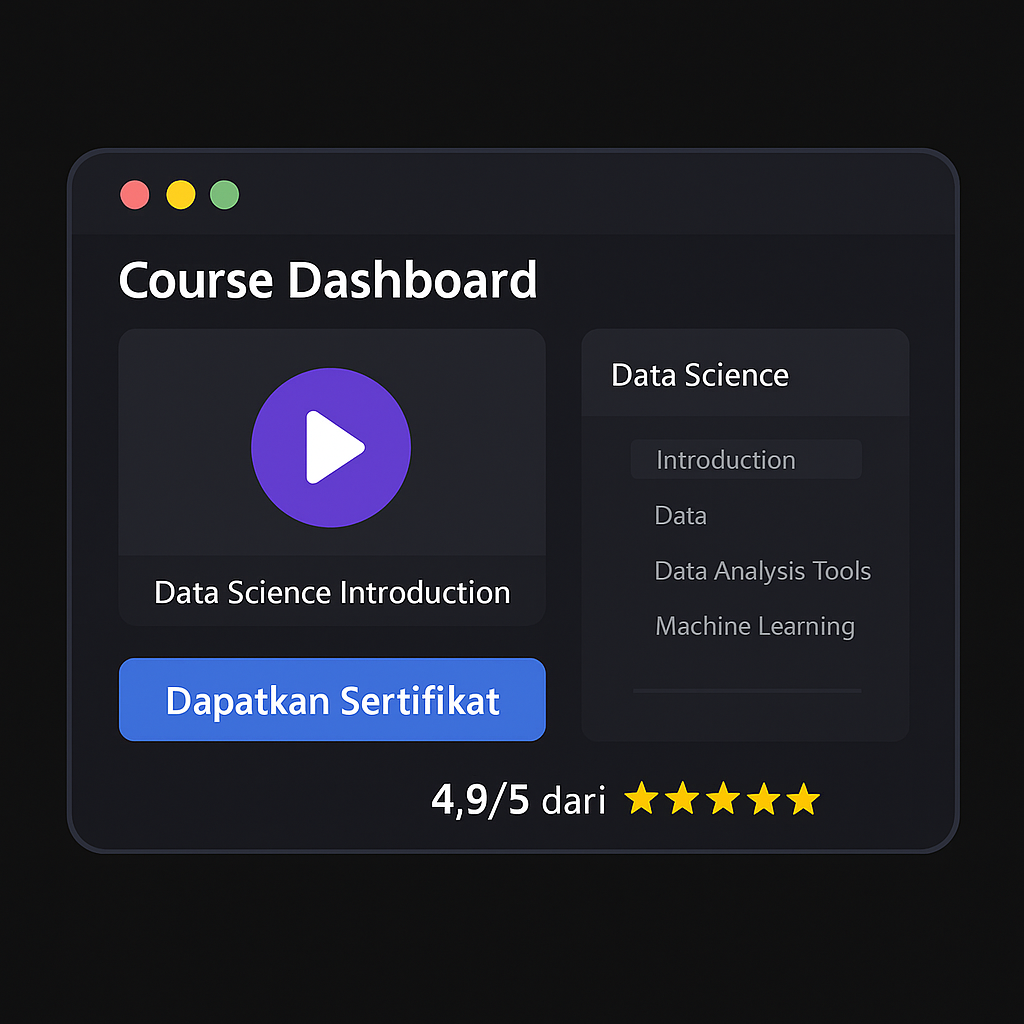 Course Dashboard
Data Science Introduction
Dapatkan Sertifikat
Data Science
Introduction
Data
Data Analysis Tools
Machine Learning
4,9/5 dari